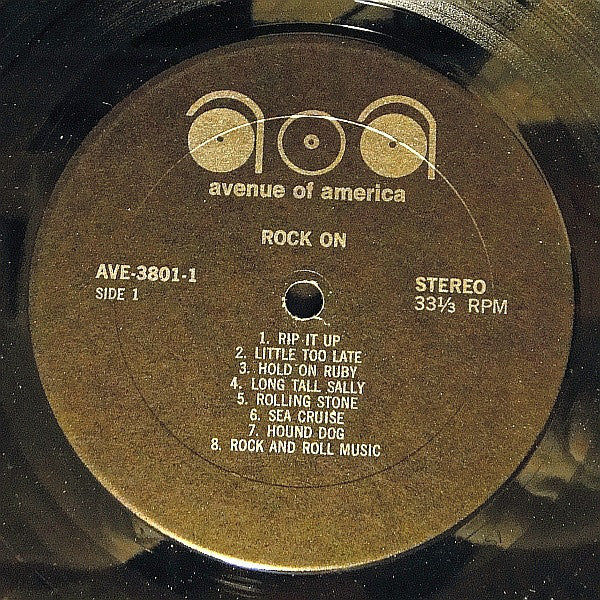 aoa
avenue of america
ROCK ON
AVE-3801-1
SIDE 1
STEREO
33⅓ RPM
1. RIP IT UP
2. LITTLE TOO LATE
3. HOLD ON RUBY
4. LONG TALL SALLY
5. ROLLING STONE
6. SEA CRUISE
7. HOUND DOG
8. ROCK AND ROLL MUSIC